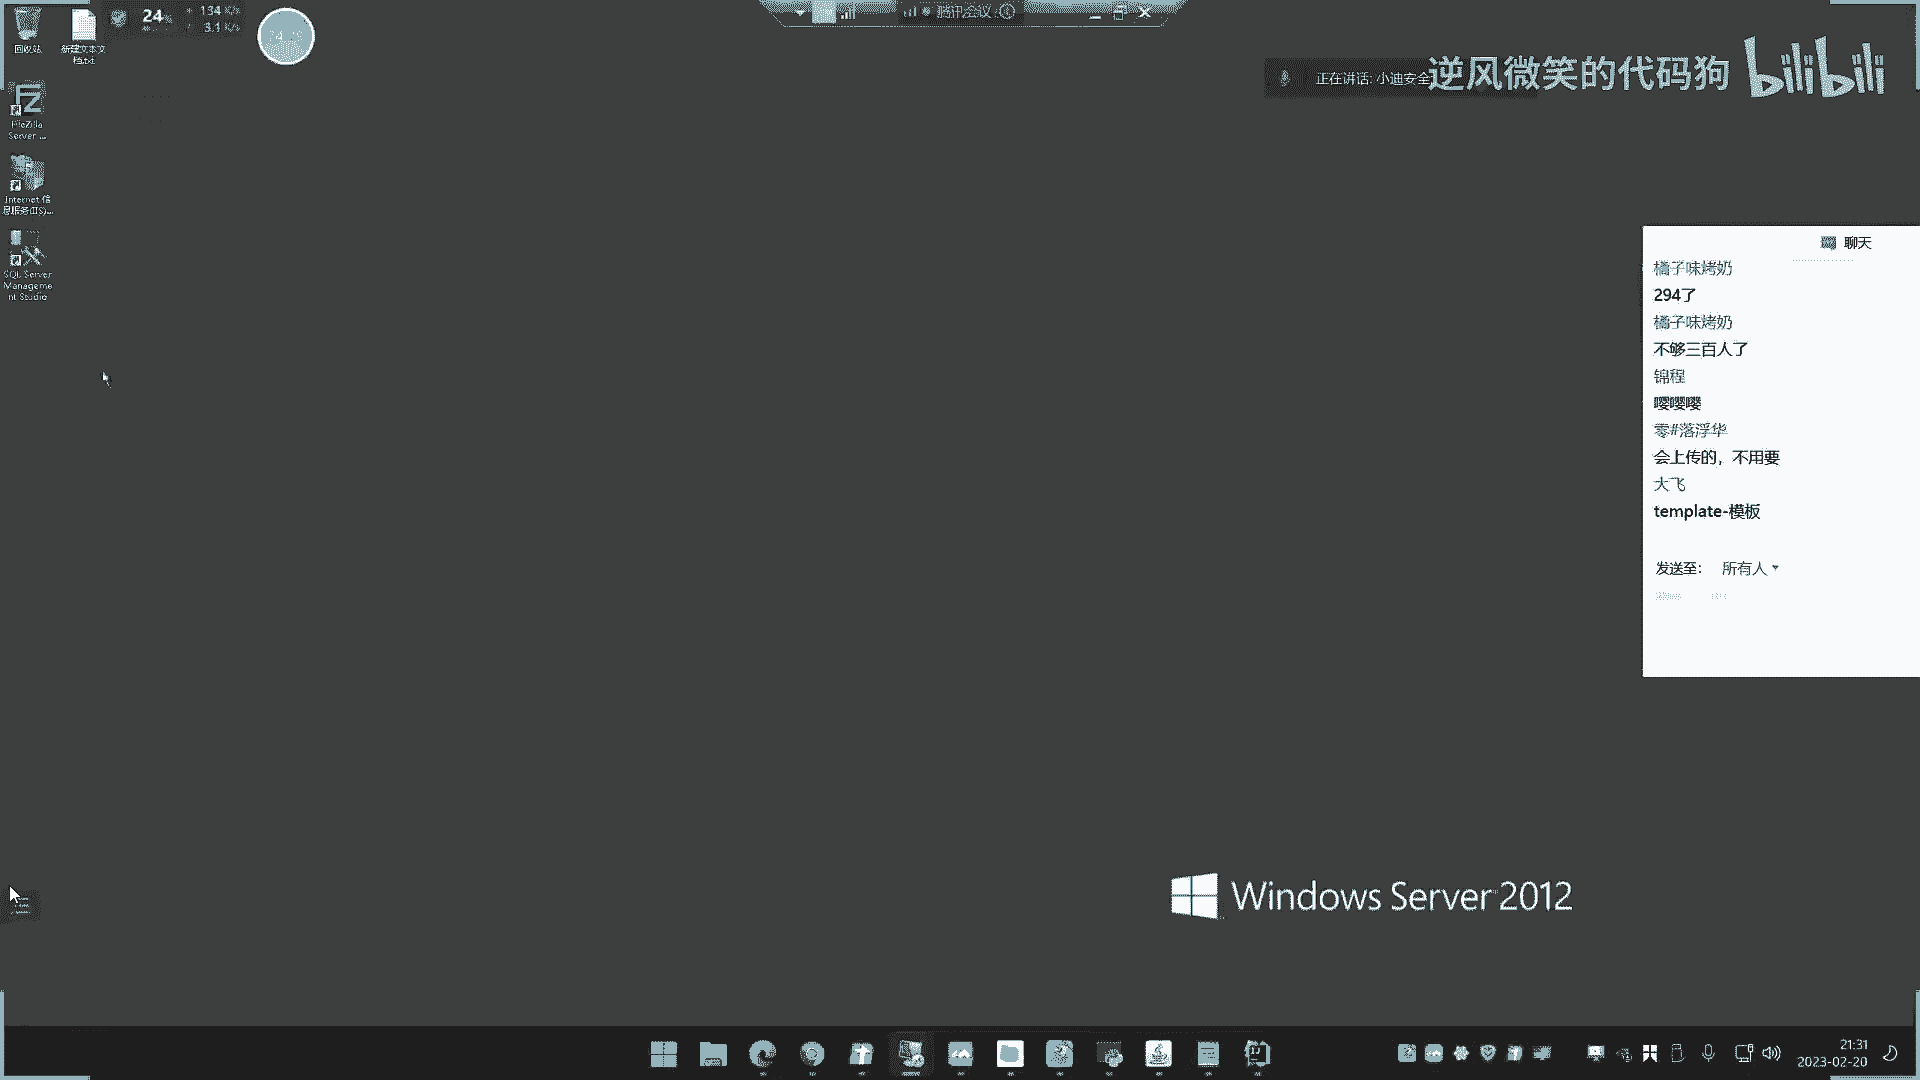 回收站
新建文本文
档.txt
24%
134 K/s
3.1 K/s
腾讯会议
正在讲话: 小迪安全
逆风微笑的代码狗
bilibili
FileZilla
Server ...
Internet 信
息服务(IIS)...
SQL Server
Manageme
nt Studio
聊天
橘子味烤奶
294了
橘子味烤奶
不够三百人了
锦程
嘤嘤嘤
零#落浮华
会上传的，不用要
大飞
template-模板
发送至:
所有人
Windows Server 2012
21:31
2023-02-20